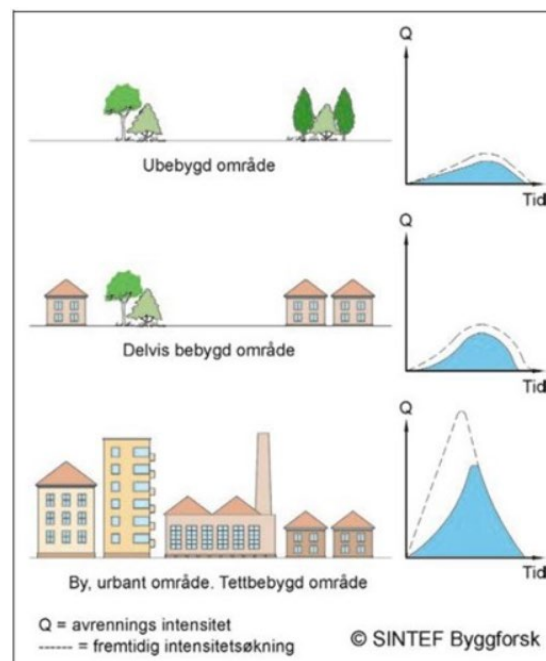 Q
Ubebygd område
Tid
Q
Delvis bebygd område
Tid
Q
By, urbant område. Tettbebygd område
Tid
Q = avrennings intensitet
----- = fremtidig intensitetsøkning
© SINTEF Byggforsk